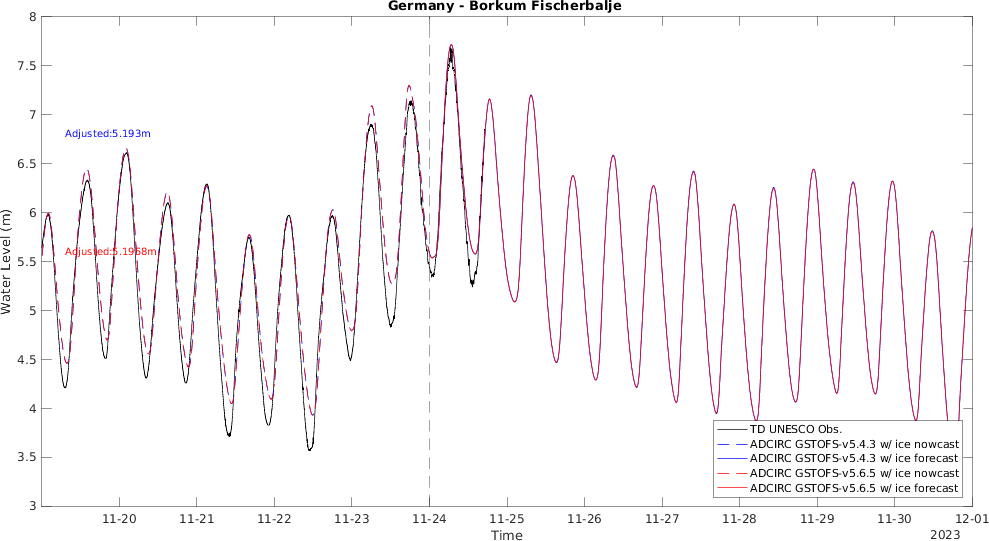 Germany - Borkum Fischerbalje
8
7.5
7
6.5
6
5.5
5
4.5
4
3.5
3
Water Level (m)
Adjusted:5.193m
Adjusted:5.1968m
TD UNESCO Obs.
ADCIRC GSTOFS-v5.4.3 w/ ice nowcast
ADCIRC GSTOFS-v5.4.3 w/ ice forecast
ADCIRC GSTOFS-v5.6.5 w/ ice nowcast
ADCIRC GSTOFS-v5.6.5 w/ ice forecast
11-20 11-21 11-22 11-23 11-24 11-25 11-26 11-27 11-28 11-29 11-30 12-01
Time
2023